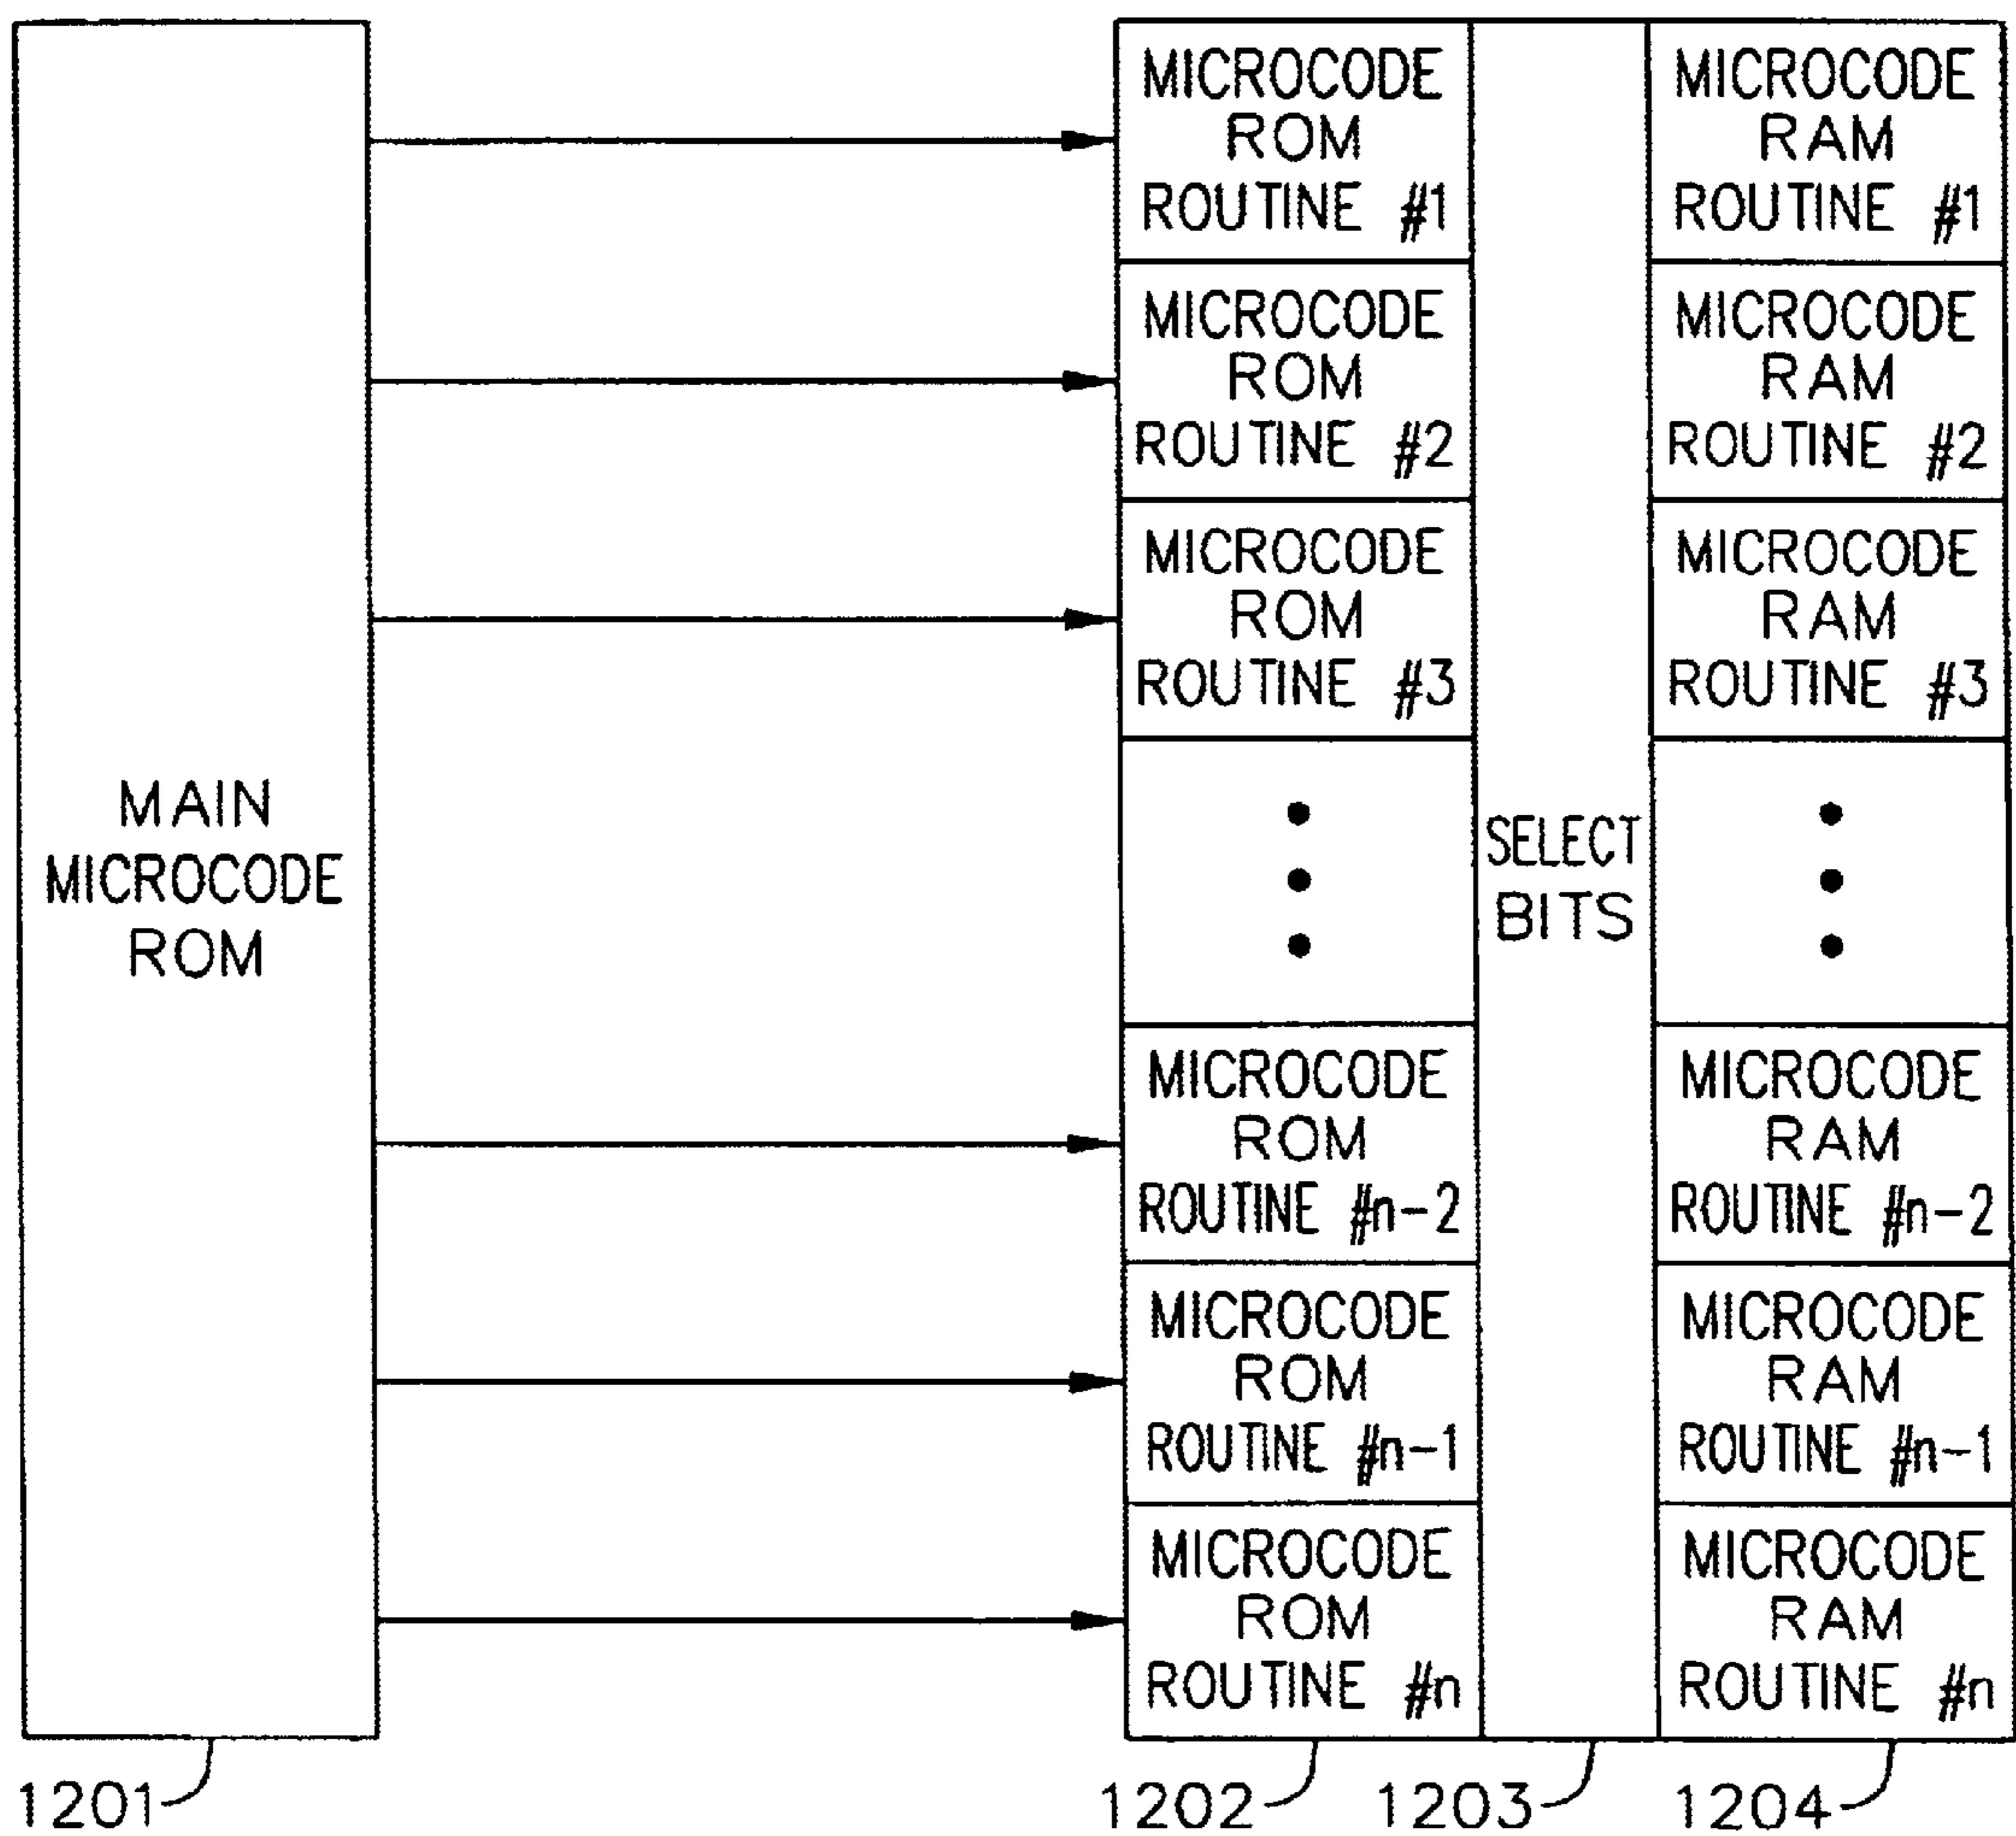 MAIN
MICROCODE
ROM
MICROCODE
ROM
ROUTINE #1
MICROCODE
ROM
ROUTINE #2
MICROCODE
ROM
ROUTINE #3
MICROCODE
ROM
ROUTINE #n-2
MICROCODE
ROM
ROUTINE #n-1
MICROCODE
ROM
ROUTINE #n
SELECT
BITS
MICROCODE
RAM
ROUTINE #1
MICROCODE
RAM
ROUTINE #2
MICROCODE
RAM
ROUTINE #3
MICROCODE
RAM
ROUTINE #n-2
MICROCODE
RAM
ROUTINE #n-1
MICROCODE
RAM
ROUTINE #n
1201
1202
1203
1204